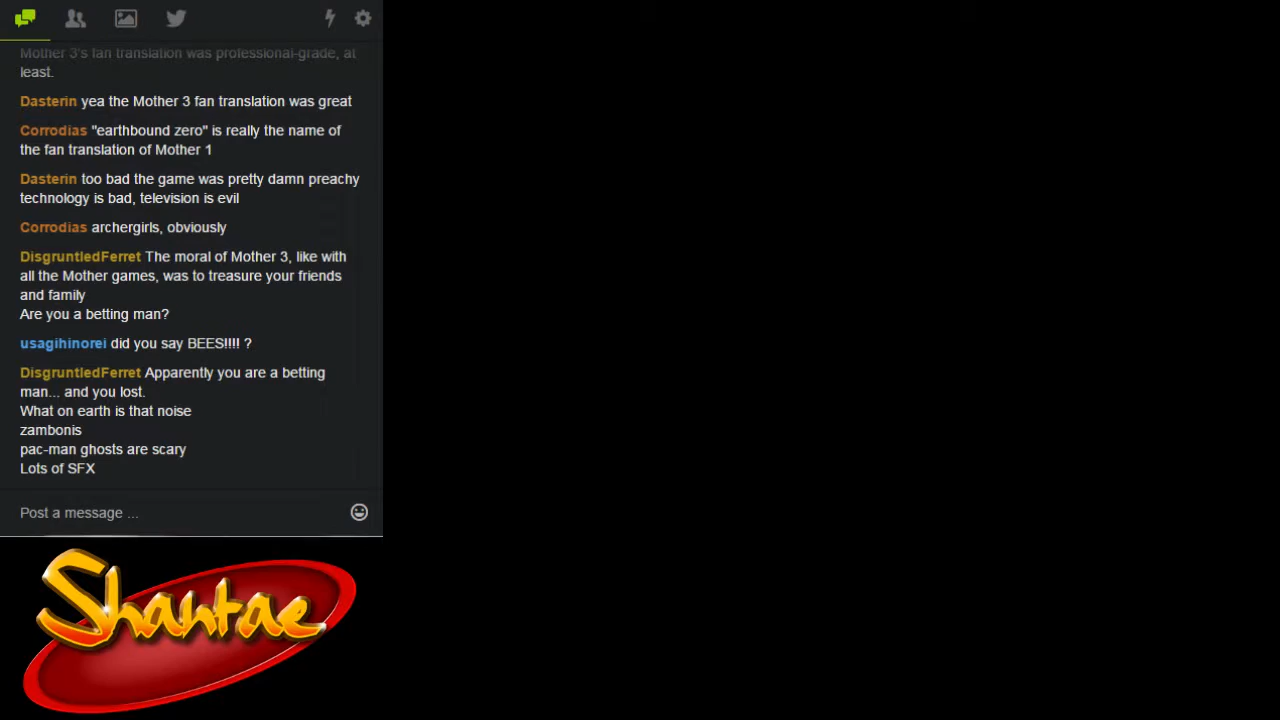 Mother 3's fan translation was professional-grade, at
least.
Dasterin yea the Mother 3 fan translation was great
Corrodias "earthbound zero" is really the name of
the fan translation of Mother 1
Dasterin too bad the game was pretty damn preachy
technology is bad, television is evil
Corrodias archergirls, obviously
DisgruntledFerret The moral of Mother 3, like with
all the Mother games, was to treasure your friends
and family
Are you a betting man?
usagihinorei did you say BEES!!!! ?
DisgruntledFerret Apparently you are a betting
man... and you lost.
What on earth is that noise
zambonis
pac-man ghosts are scary
Lots of SFX
Post a message ...
Shantae